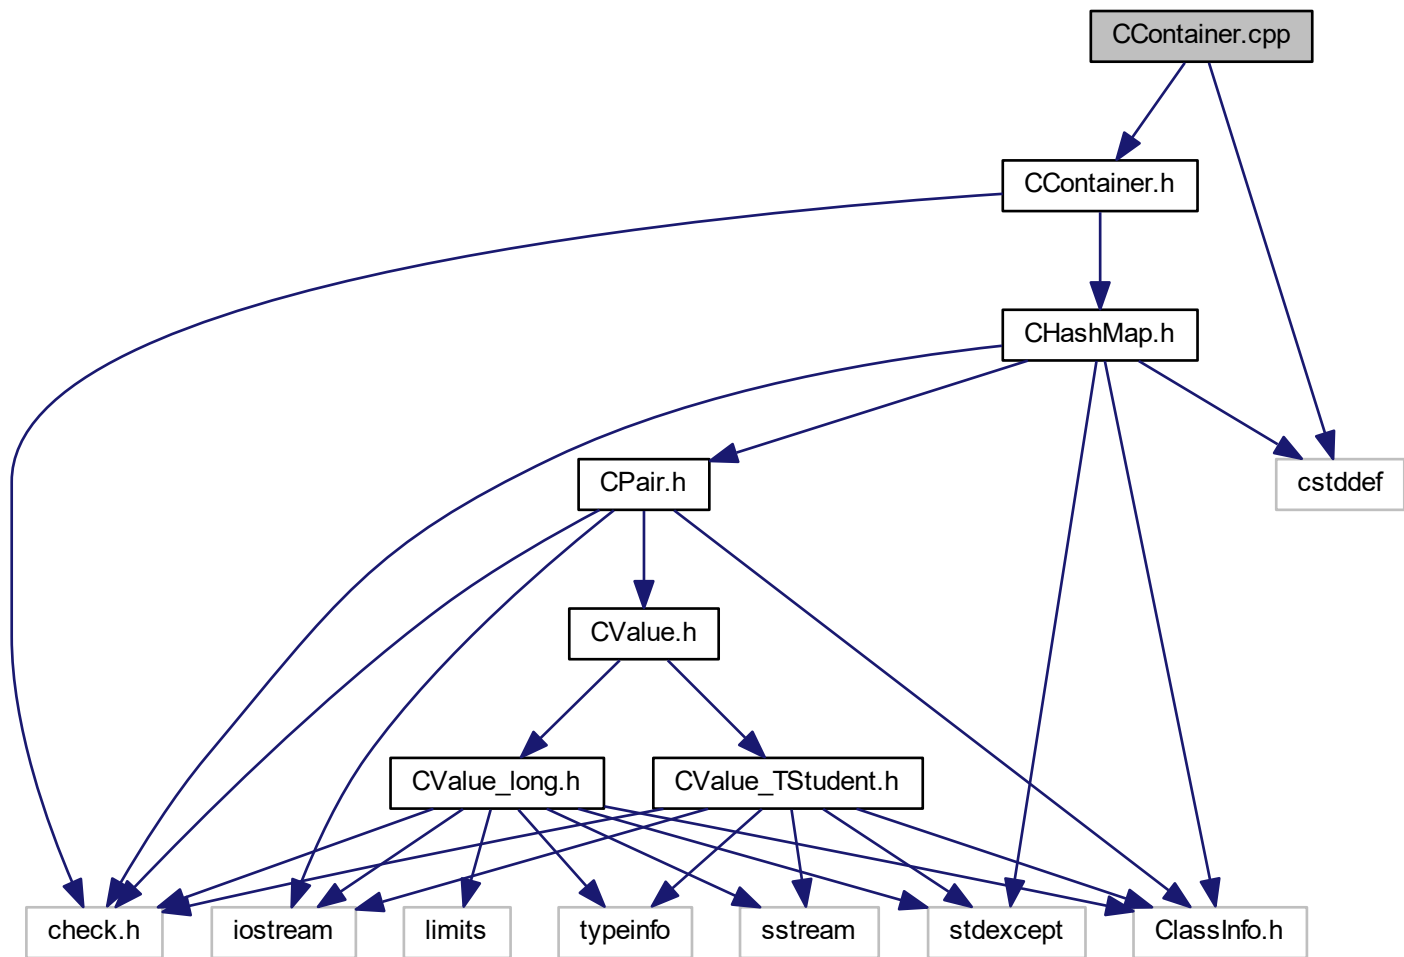 CContainer.cpp
CContainer.h
CHashMap.h
CPair.h
cstddef
CValue.h
CValue_long.h
CValue_TStudent.h
check.h
iostream
limits
typeinfo
sstream
stdexcept
ClassInfo.h